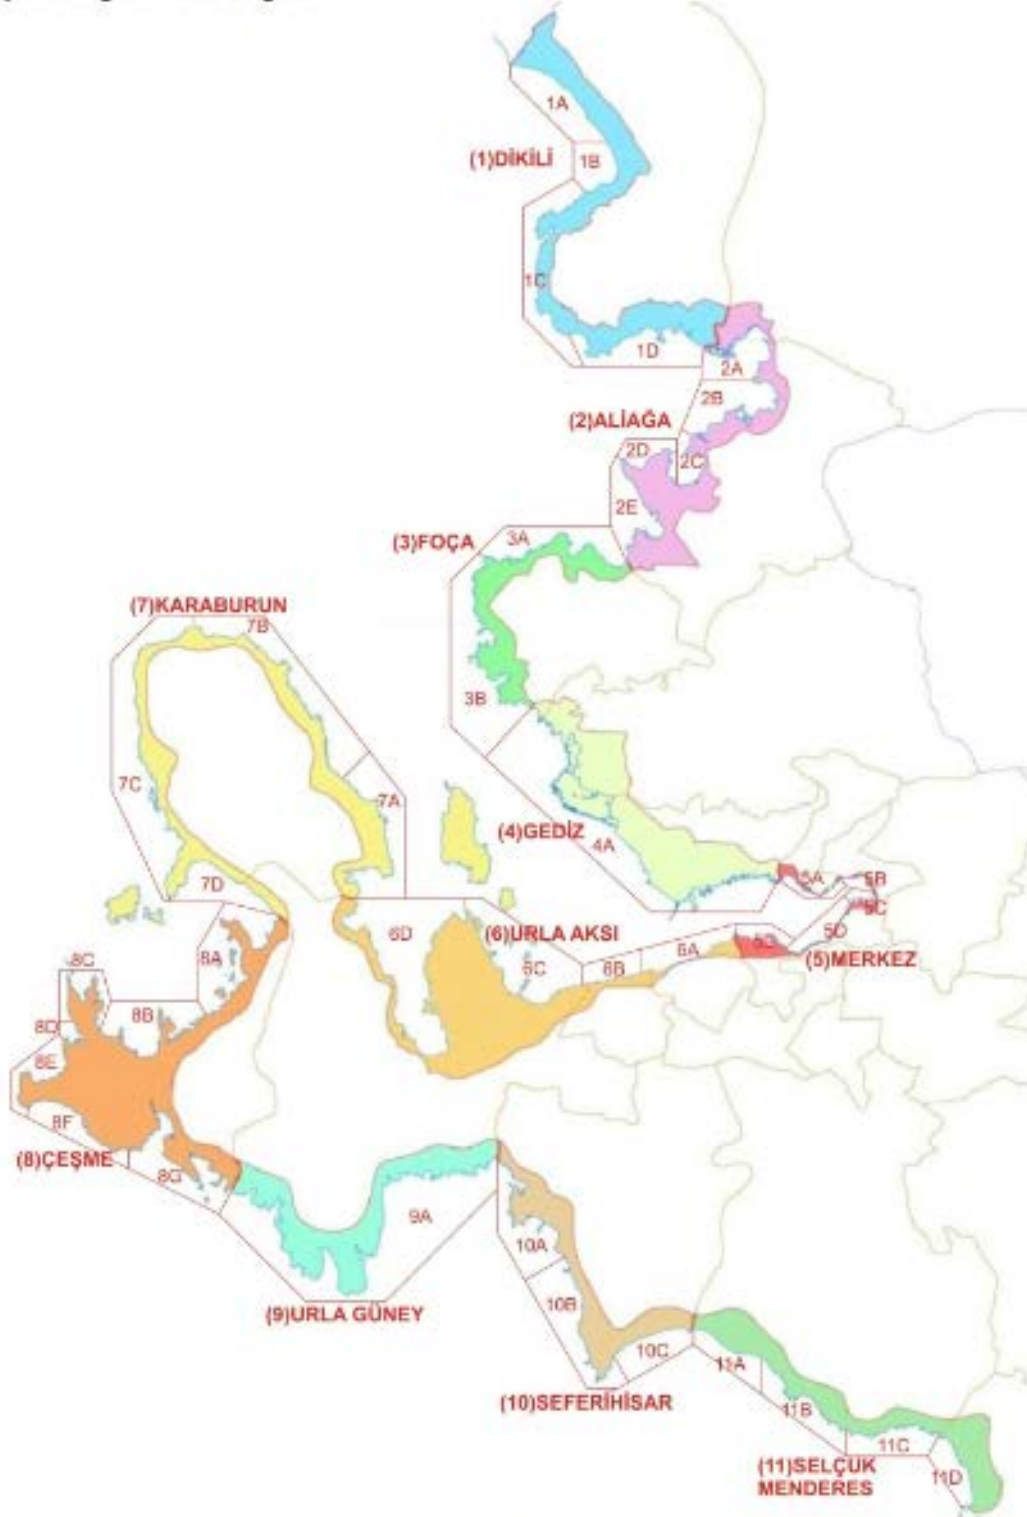 1A
(1)DİKİLİ
1B
1C
1D
2A
2B
(2)ALİAĞA
2D
2C
2E
3A
(3)FOÇA
(7)KARABURUN
7B
3B
7C
7A
(4)GEDİZ
4A
5A
5B
7D
5C
6D
(6)URLA AKSI
5D
8A
6A
(5)MERKEZ
8C
6C
6B
8B
8D
8E
8F
(8)ÇEŞME
8G
9A
10A
10B
(9)URLA GÜNEY
10C
11A
(10)SEFERİHİSAR
11B
11C
(11)SELÇUK
MENDERES
11D